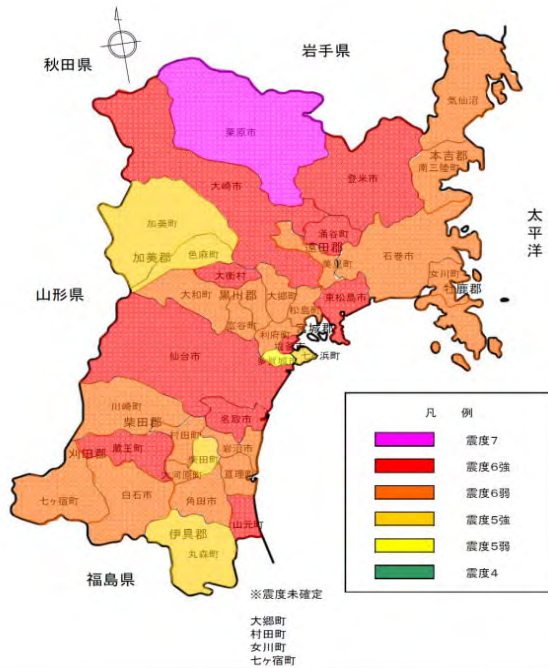 岩手県
秋田県
気仙沼
栗原市
本吉郡
南三陸町
登米市
大崎市
太平洋
加美町
涌谷町
遠田郡
色麻町
加美郡
美里町
石巻市
女川町
牡鹿郡
大衡村
山形県
大和町
黒川郡
大郷町
松島町
東松島市
富谷町
利府町
宮城郡
仙台市
七ヶ浜町
凡 例
震度7
震度6強
震度6弱
震度5強
震度5弱
震度4
川崎町
柴田郡
名取市
村田町
岩沼市
刈田郡
蔵王町
柴田町
大河原町
亘理町
七ヶ宿町
白石市
角田市
山元町
伊具郡
丸森町
福島県
※震度未確定
大郷町
村田町
女川町
七ヶ宿町